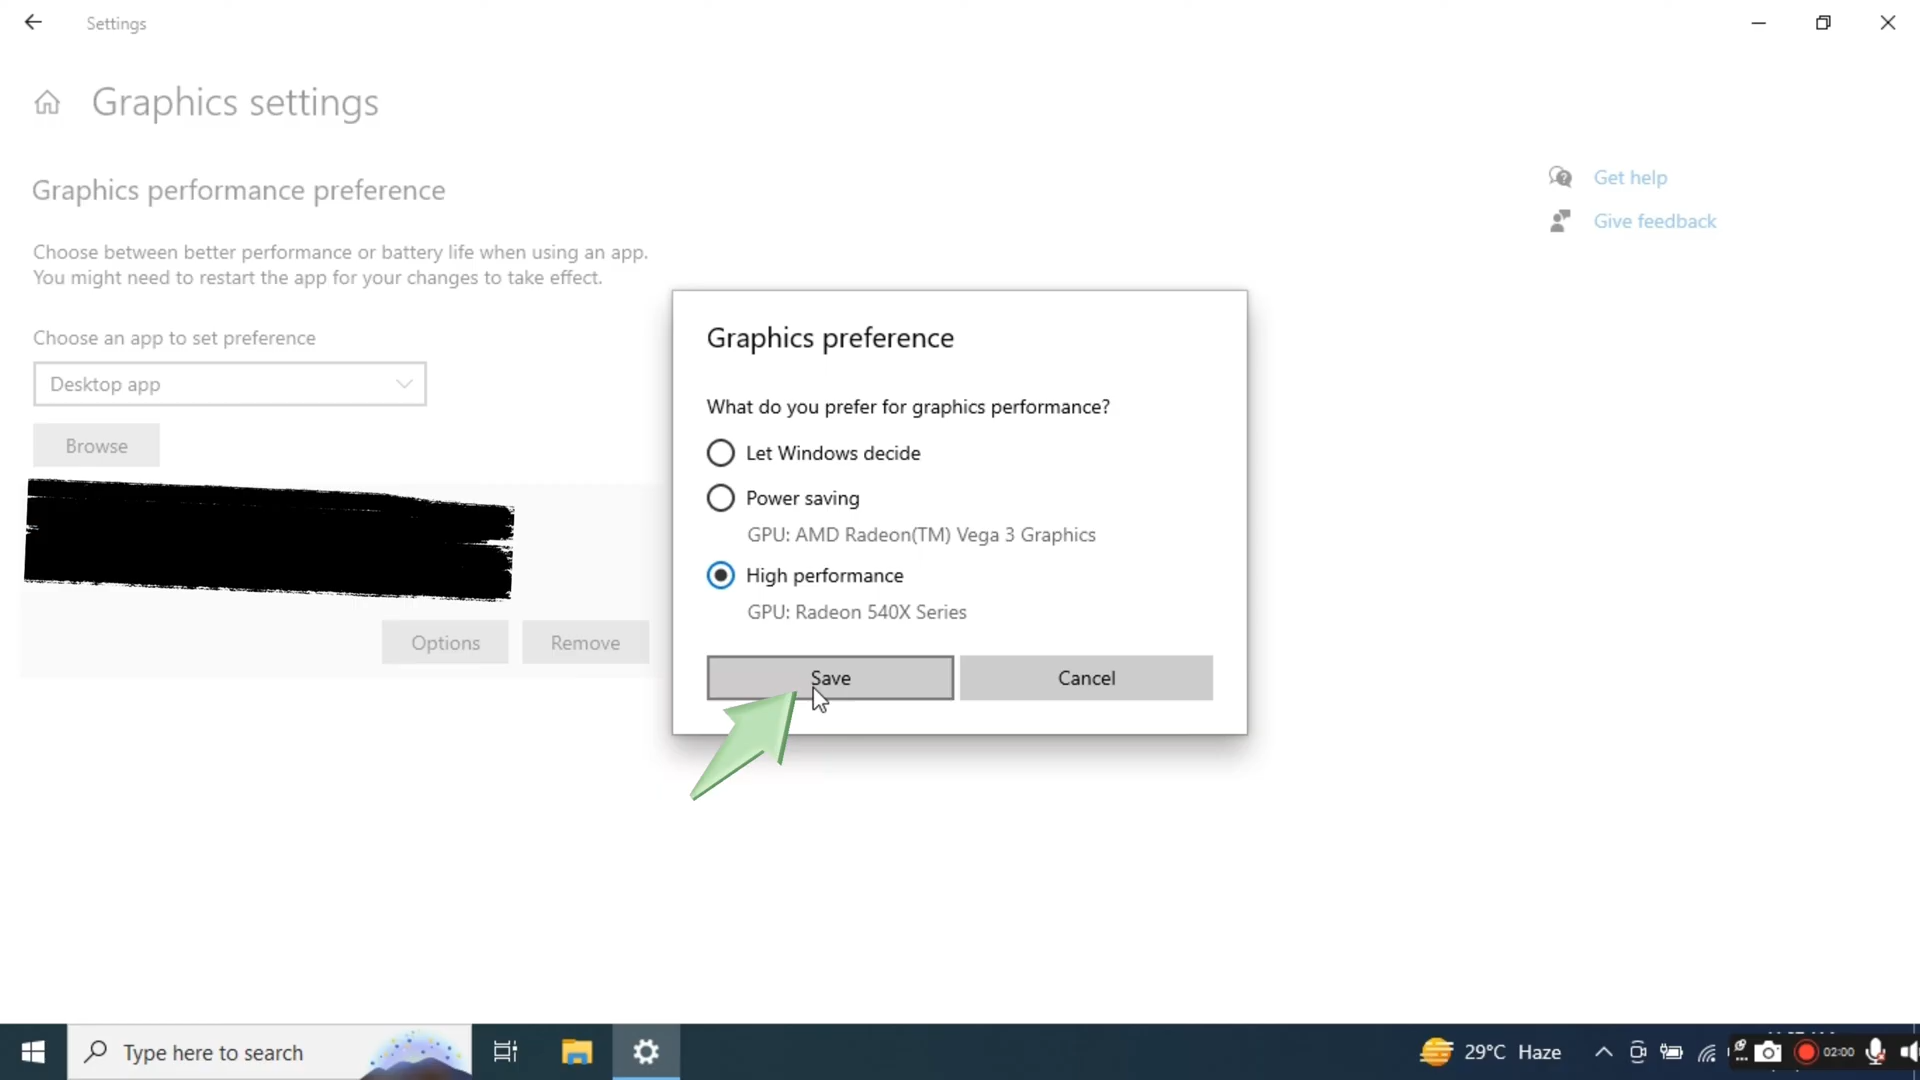 Settings
Graphics settings
Graphics performance preference
Choose between better performance or battery life when using an app.
You might need to restart the app for your changes to take effect.
Choose an app to set preference
Desktop app
Browse
Options
Remove
Get help
Give feedback
Graphics preference
What do you prefer for graphics performance?
Let Windows decide
Power saving
GPU: AMD Radeon(TM) Vega 3 Graphics
High performance
GPU: Radeon 540X Series
Save
Cancel
Type here to search
29°C Haze
02:00